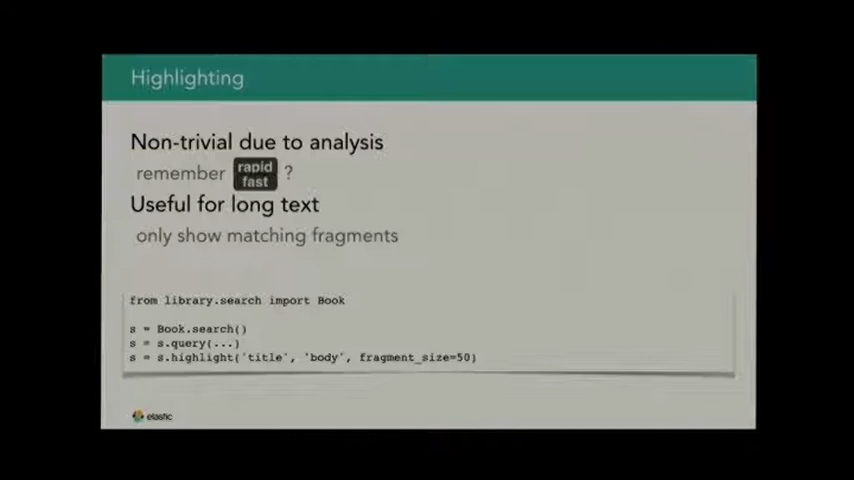 Highlighting
Non-trivial due to analysis
remember rapid fast ?
Useful for long text
only show matching fragments
from library.search import Book
s = Book.search()
s = s.query(...)
s = s.highlight('title', 'body', fragment_size=50)
elastic